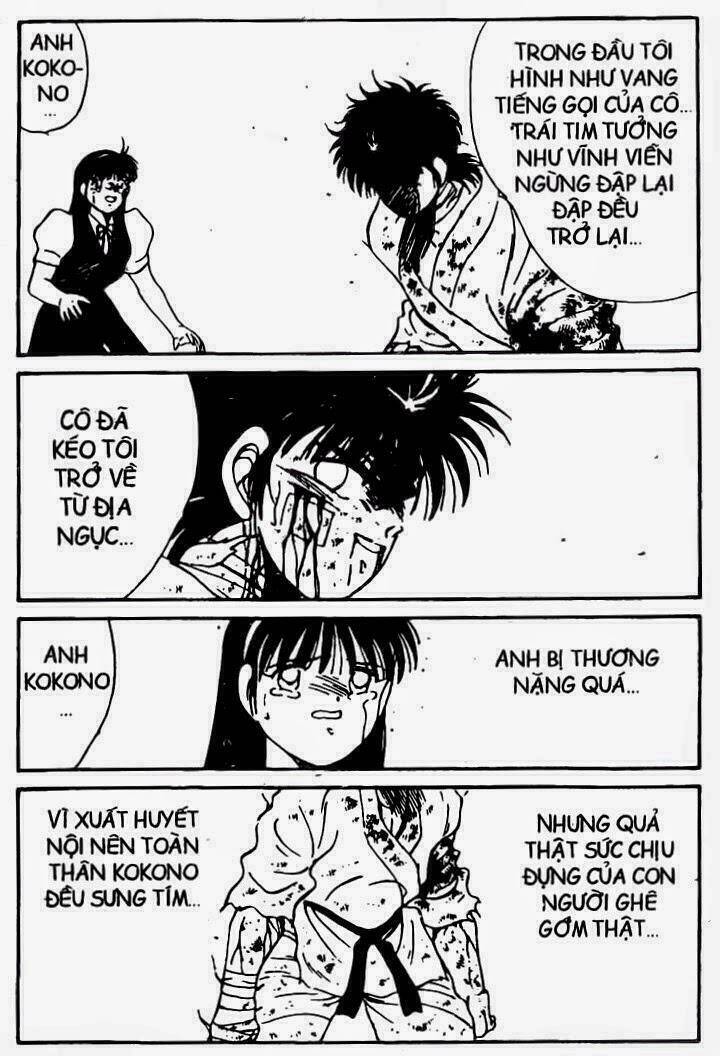 ANH
KOKO-
NO
...
TRONG ĐẦU TÔI
HÌNH NHƯ VANG
TIẾNG GỌI CỦA CÔ...
TRÁI TIM TƯỞNG
NHƯ VĨNH VIỄN
NGỪNG ĐẬP LẠI
ĐẬP ĐỀU
TRỞ LẠI...
CÔ ĐÃ
KÉO TÔI
TRỞ VỀ
TỪ ĐỊA
NGỤC...
ANH
KOKONO
...
ANH BỊ THƯƠNG
NẶNG QUÁ...
VÌ XUẤT HUYẾT
NỘI NÊN TOÀN
THÂN KOKONO
ĐỀU SƯNG TÍM...
NHƯNG QUẢ
THẬT SỨC CHỊU
ĐỰNG CỦA CON
NGƯỜI GHÊ
GỚM THẬT...